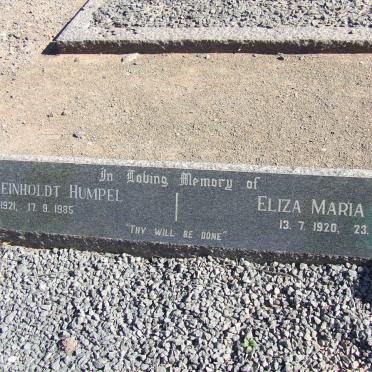 In Loving Memory of
EINHOLDT HUMPEL
1921, 17. 9. 1985
ELIZA MARIA
13. 7. 1920, 23.
"THY WILL BE DONE"